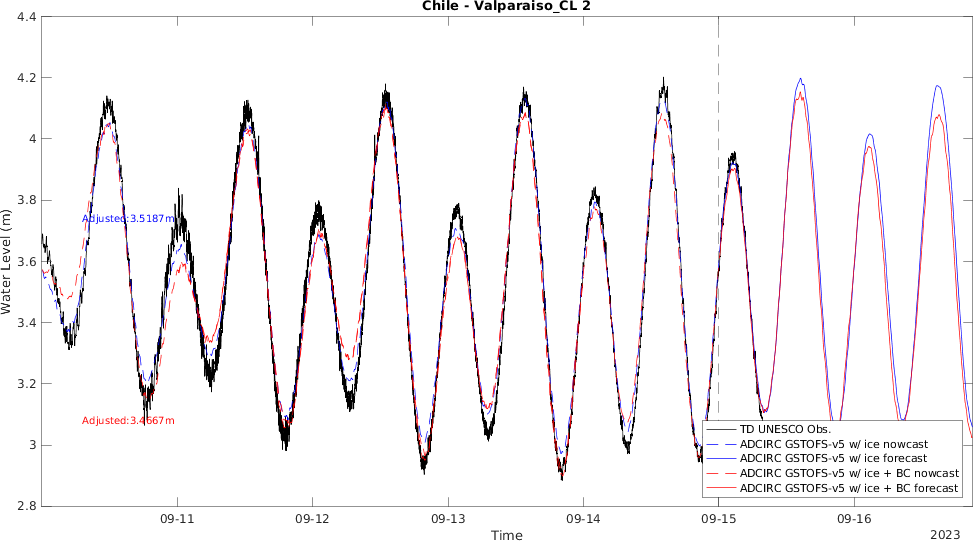 Chile - Valparaiso_CL 2
4.4
4.2
4
3.8
3.6
3.4
3.2
3
2.8
Water Level (m)
Adjusted:3.5187m
Adjusted:3.4667m
TD UNESCO Obs.
ADCIRC GSTOFS-v5 w/ ice nowcast
ADCIRC GSTOFS-v5 w/ ice forecast
ADCIRC GSTOFS-v5 w/ ice + BC nowcast
ADCIRC GSTOFS-v5 w/ ice + BC forecast
09-11 09-12 09-13 09-14 09-15 09-16
Time
2023